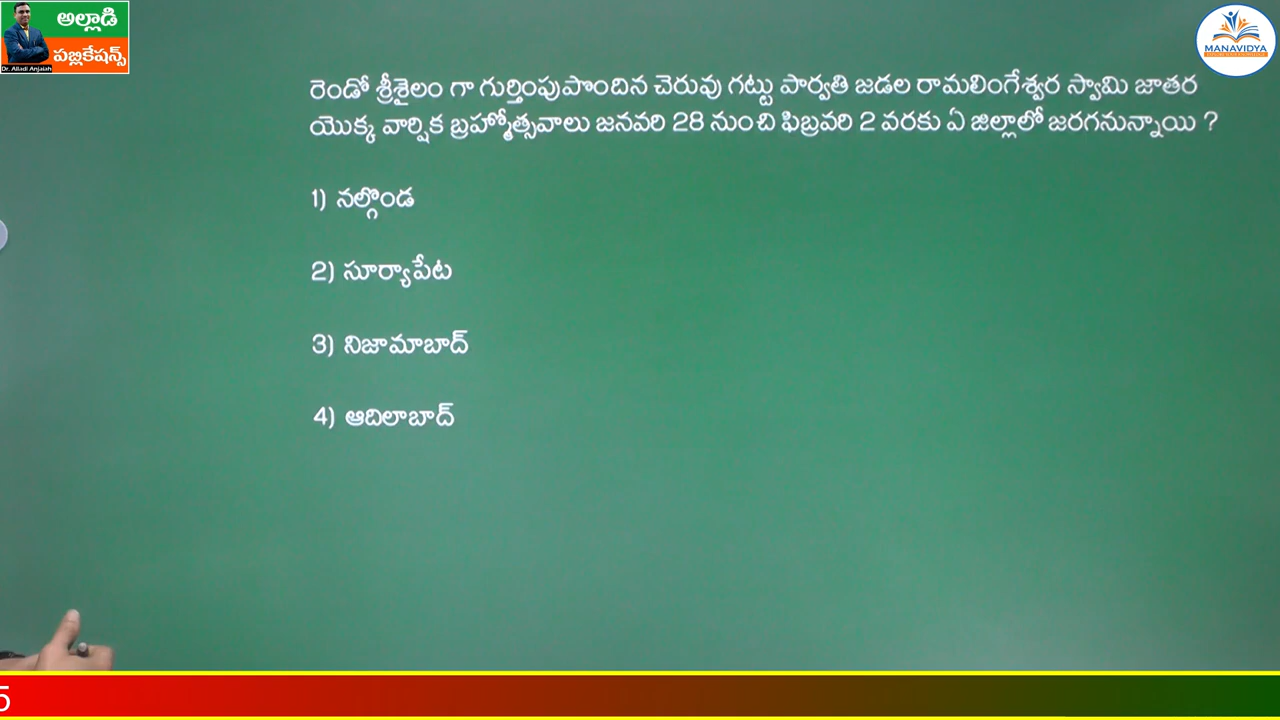 అల్లాడి
పబ్లికేషన్స్
Dr. Alladi Anjaiah
MANAVIDYA
రెండో శ్రీశైలం గా గుర్తింపుపొందిన చెరువు గట్టు పార్వతి జడల రామలింగేశ్వర స్వామి జాతర
యొక్క వార్షిక బ్రహ్మోత్సవాలు జనవరి 28 నుంచి ఫిబ్రవరి 2 వరకు ఏ జిల్లాలో జరగనున్నాయి ?
1) నల్గొండ
2) సూర్యాపేట
3) నిజామాబాద్
4) ఆదిలాబాద్
5